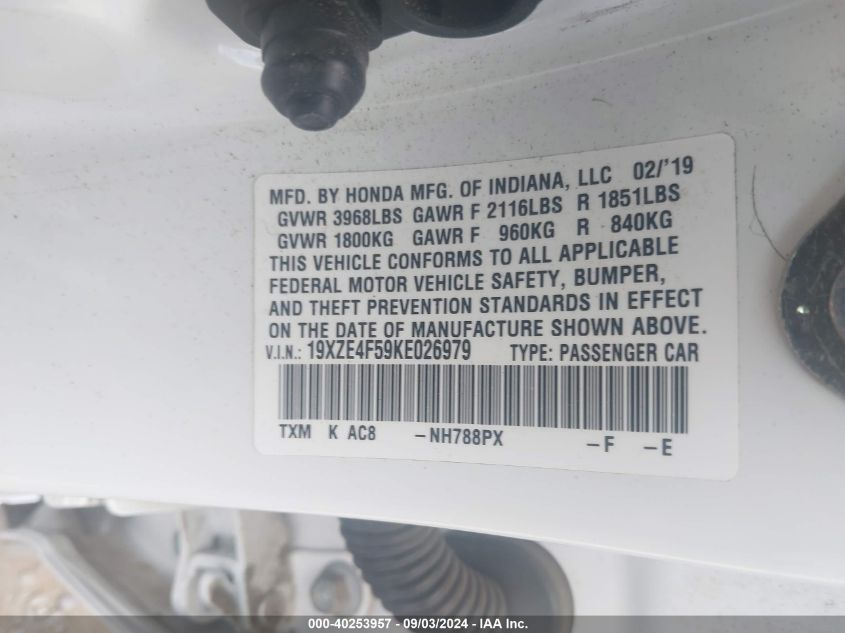 MFD. BY HONDA MFG. OF INDIANA, LLC 02/'19
GVWR 3968LBS GAWR F 2116LBS R 1851LBS
GVWR 1800KG GAWR F 960KG R 840KG
THIS VEHICLE CONFORMS TO ALL APPLICABLE
FEDERAL MOTOR VEHICLE SAFETY, BUMPER,
AND THEFT PREVENTION STANDARDS IN EFFECT
ON THE DATE OF MANUFACTURE SHOWN ABOVE.
V.I.N.: 19XZE4F59KE026979 TYPE: PASSENGER CAR
TXM K AC8 -NH788PX -F -E
000-40253957 - 09/03/2024 - IAA Inc.